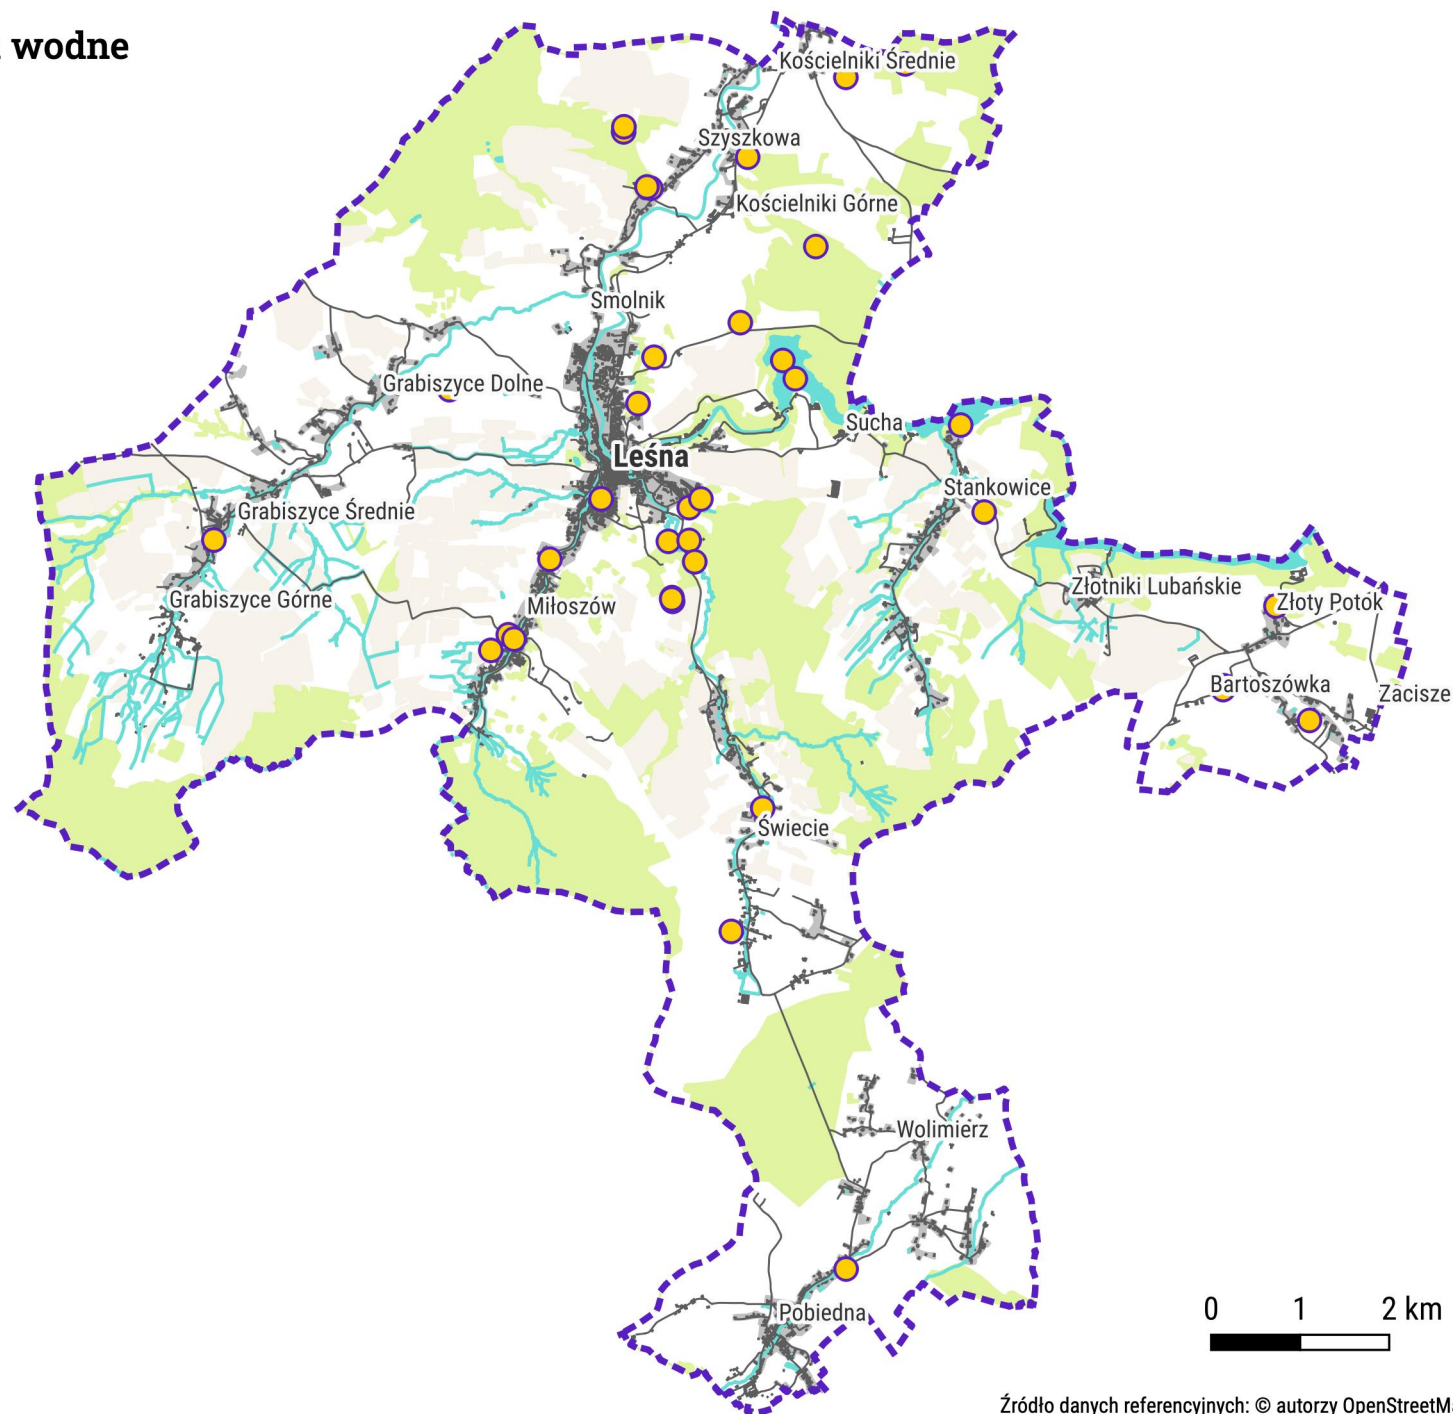 wodne
Kościelniki Średnie
Szyszkowa
Kościelniki Górne
Smolnik
Grabiszyce Dolne
Sucha
Leśna
Stankowice
Grabiszyce Średnie
Złotniki Lubańskie
Grabiszyce Górne
Miłoszów
Złoty Potok
Bartoszówka
Zacisze
Świecie
Wolimierz
Pobiedna
0 1 2 km
Źródło danych referencyjnych: © autorzy OpenStreetM